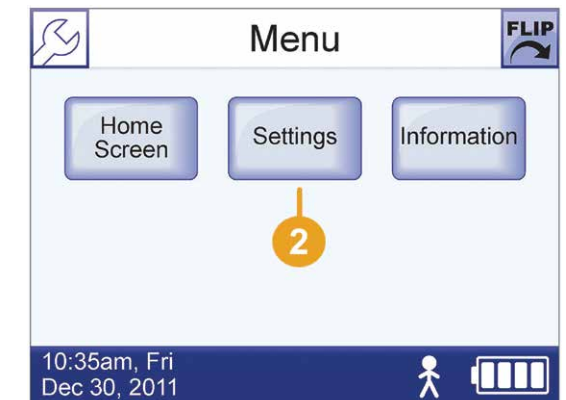 Menu
FLIP
Home
Screen
Settings
Information
2
10:35am, Fri
Dec 30, 2011